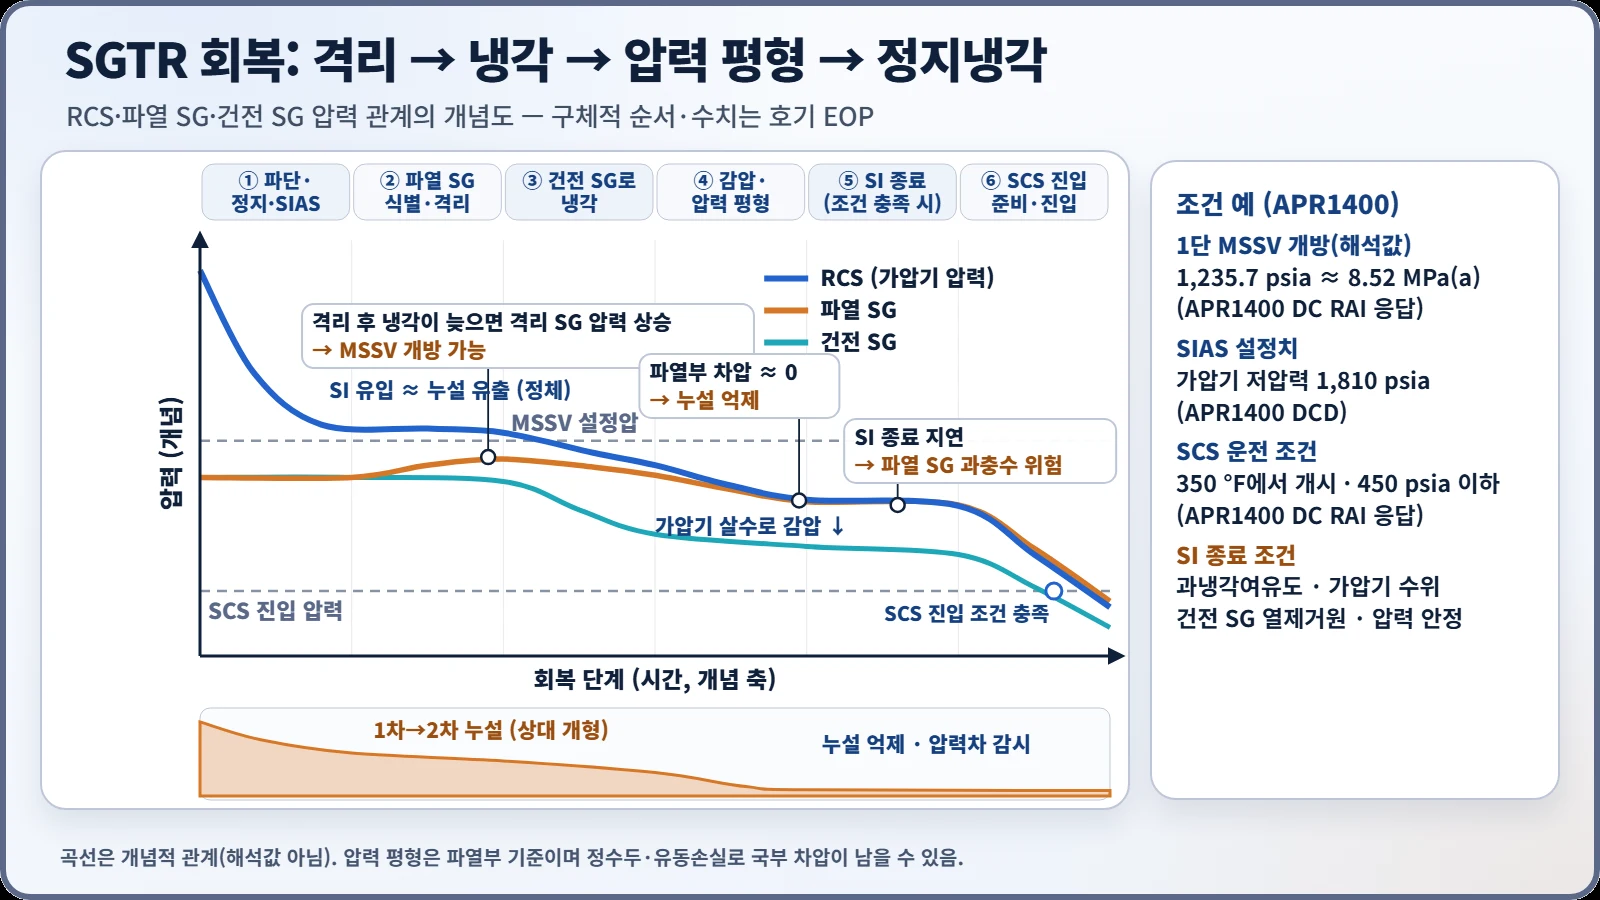 SGTR 회복: 격리 → 냉각 → 압력 평형 → 정지냉각
RCS·파열 SG·건전 SG 압력 관계의 개념도 — 구체적 순서·수치는 호기 EOP
① 파단·
정지·SIAS
② 파열 SG
식별·격리
③ 건전 SG로
냉각
④ 감압·
압력 평형
⑤ SI 종료
(조건 충족 시)
⑥ SCS 진입
준비·진입
RCS (가압기 압력)
파열 SG
건전 SG
격리 후 냉각이 늦으면 격리 SG 압력 상승
→ MSSV 개방 가능
파열부 차압 ≈ 0
→ 누설 억제
SI 유입 ≈ 누설 유출 (정체)
MSSV 설정압
SI 종료 지연
→ 파열 SG 과충수 위험
압력 (개념)
가압기 살수로 감압 ↓
SCS 진입 압력
SCS 진입 조건 충족
회복 단계 (시간, 개념 축)
1차→2차 누설 (상대 개형)
누설 억제 · 압력차 감시
조건 예 (APR1400)
1단 MSSV 개방(해석값)
1,235.7 psia ≈ 8.52 MPa(a)
(APR1400 DC RAI 응답)
SIAS 설정치
가압기 저압력 1,810 psia
(APR1400 DCD)
SCS 운전 조건
350 °F에서 개시 · 450 psia 이하
(APR1400 DC RAI 응답)
SI 종료 조건
과냉각여유도 · 가압기 수위
건전 SG 열제거원 · 압력 안정
곡선은 개념적 관계(해석값 아님). 압력 평형은 파열부 기준이며 정수두·유동손실로 국부 차압이 남을 수 있음.